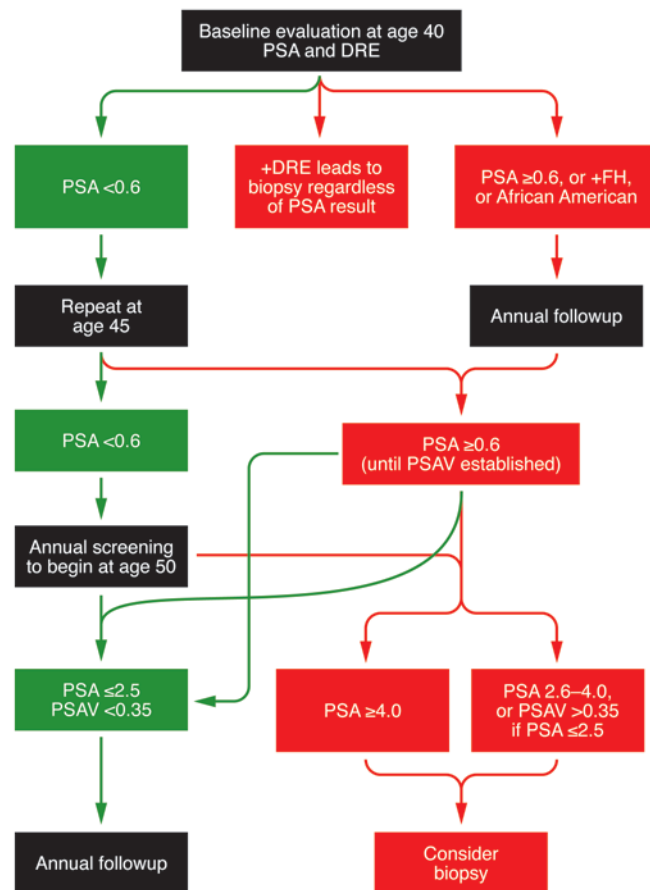 Baseline evaluation at age 40
PSA and DRE
PSA <0.6
+DRE leads to
biopsy regardless
of PSA result
PSA ≥0.6, or +FH,
or African American
Repeat at
age 45
Annual followup
PSA <0.6
PSA ≥0.6
(until PSAV established)
Annual screening
to begin at age 50
PSA ≤2.5
PSAV <0.35
PSA ≥4.0
PSA 2.6–4.0,
or PSAV >0.35
if PSA ≤2.5
Annual followup
Consider
biopsy